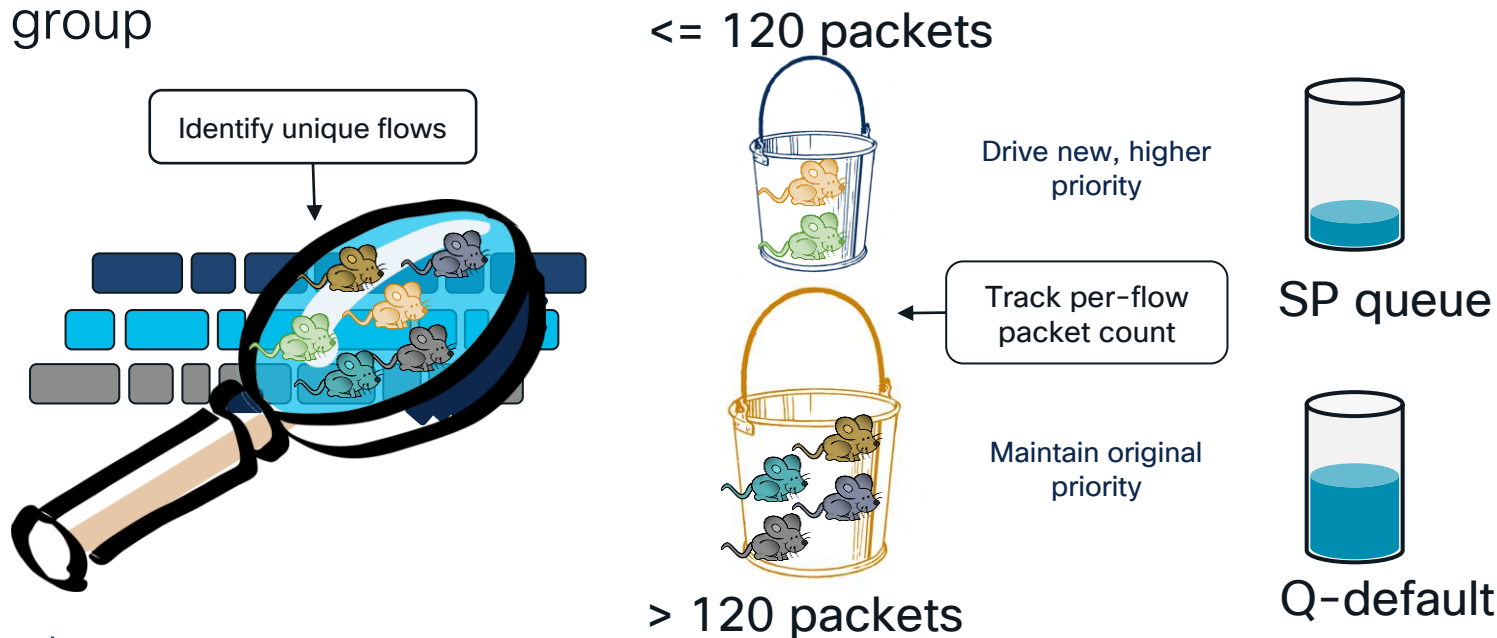 group
<= 120 packets
Identify unique flows
Drive new, higher
priority
Track per-flow
packet count
SP queue
Maintain original
priority
Q-default
> 120 packets